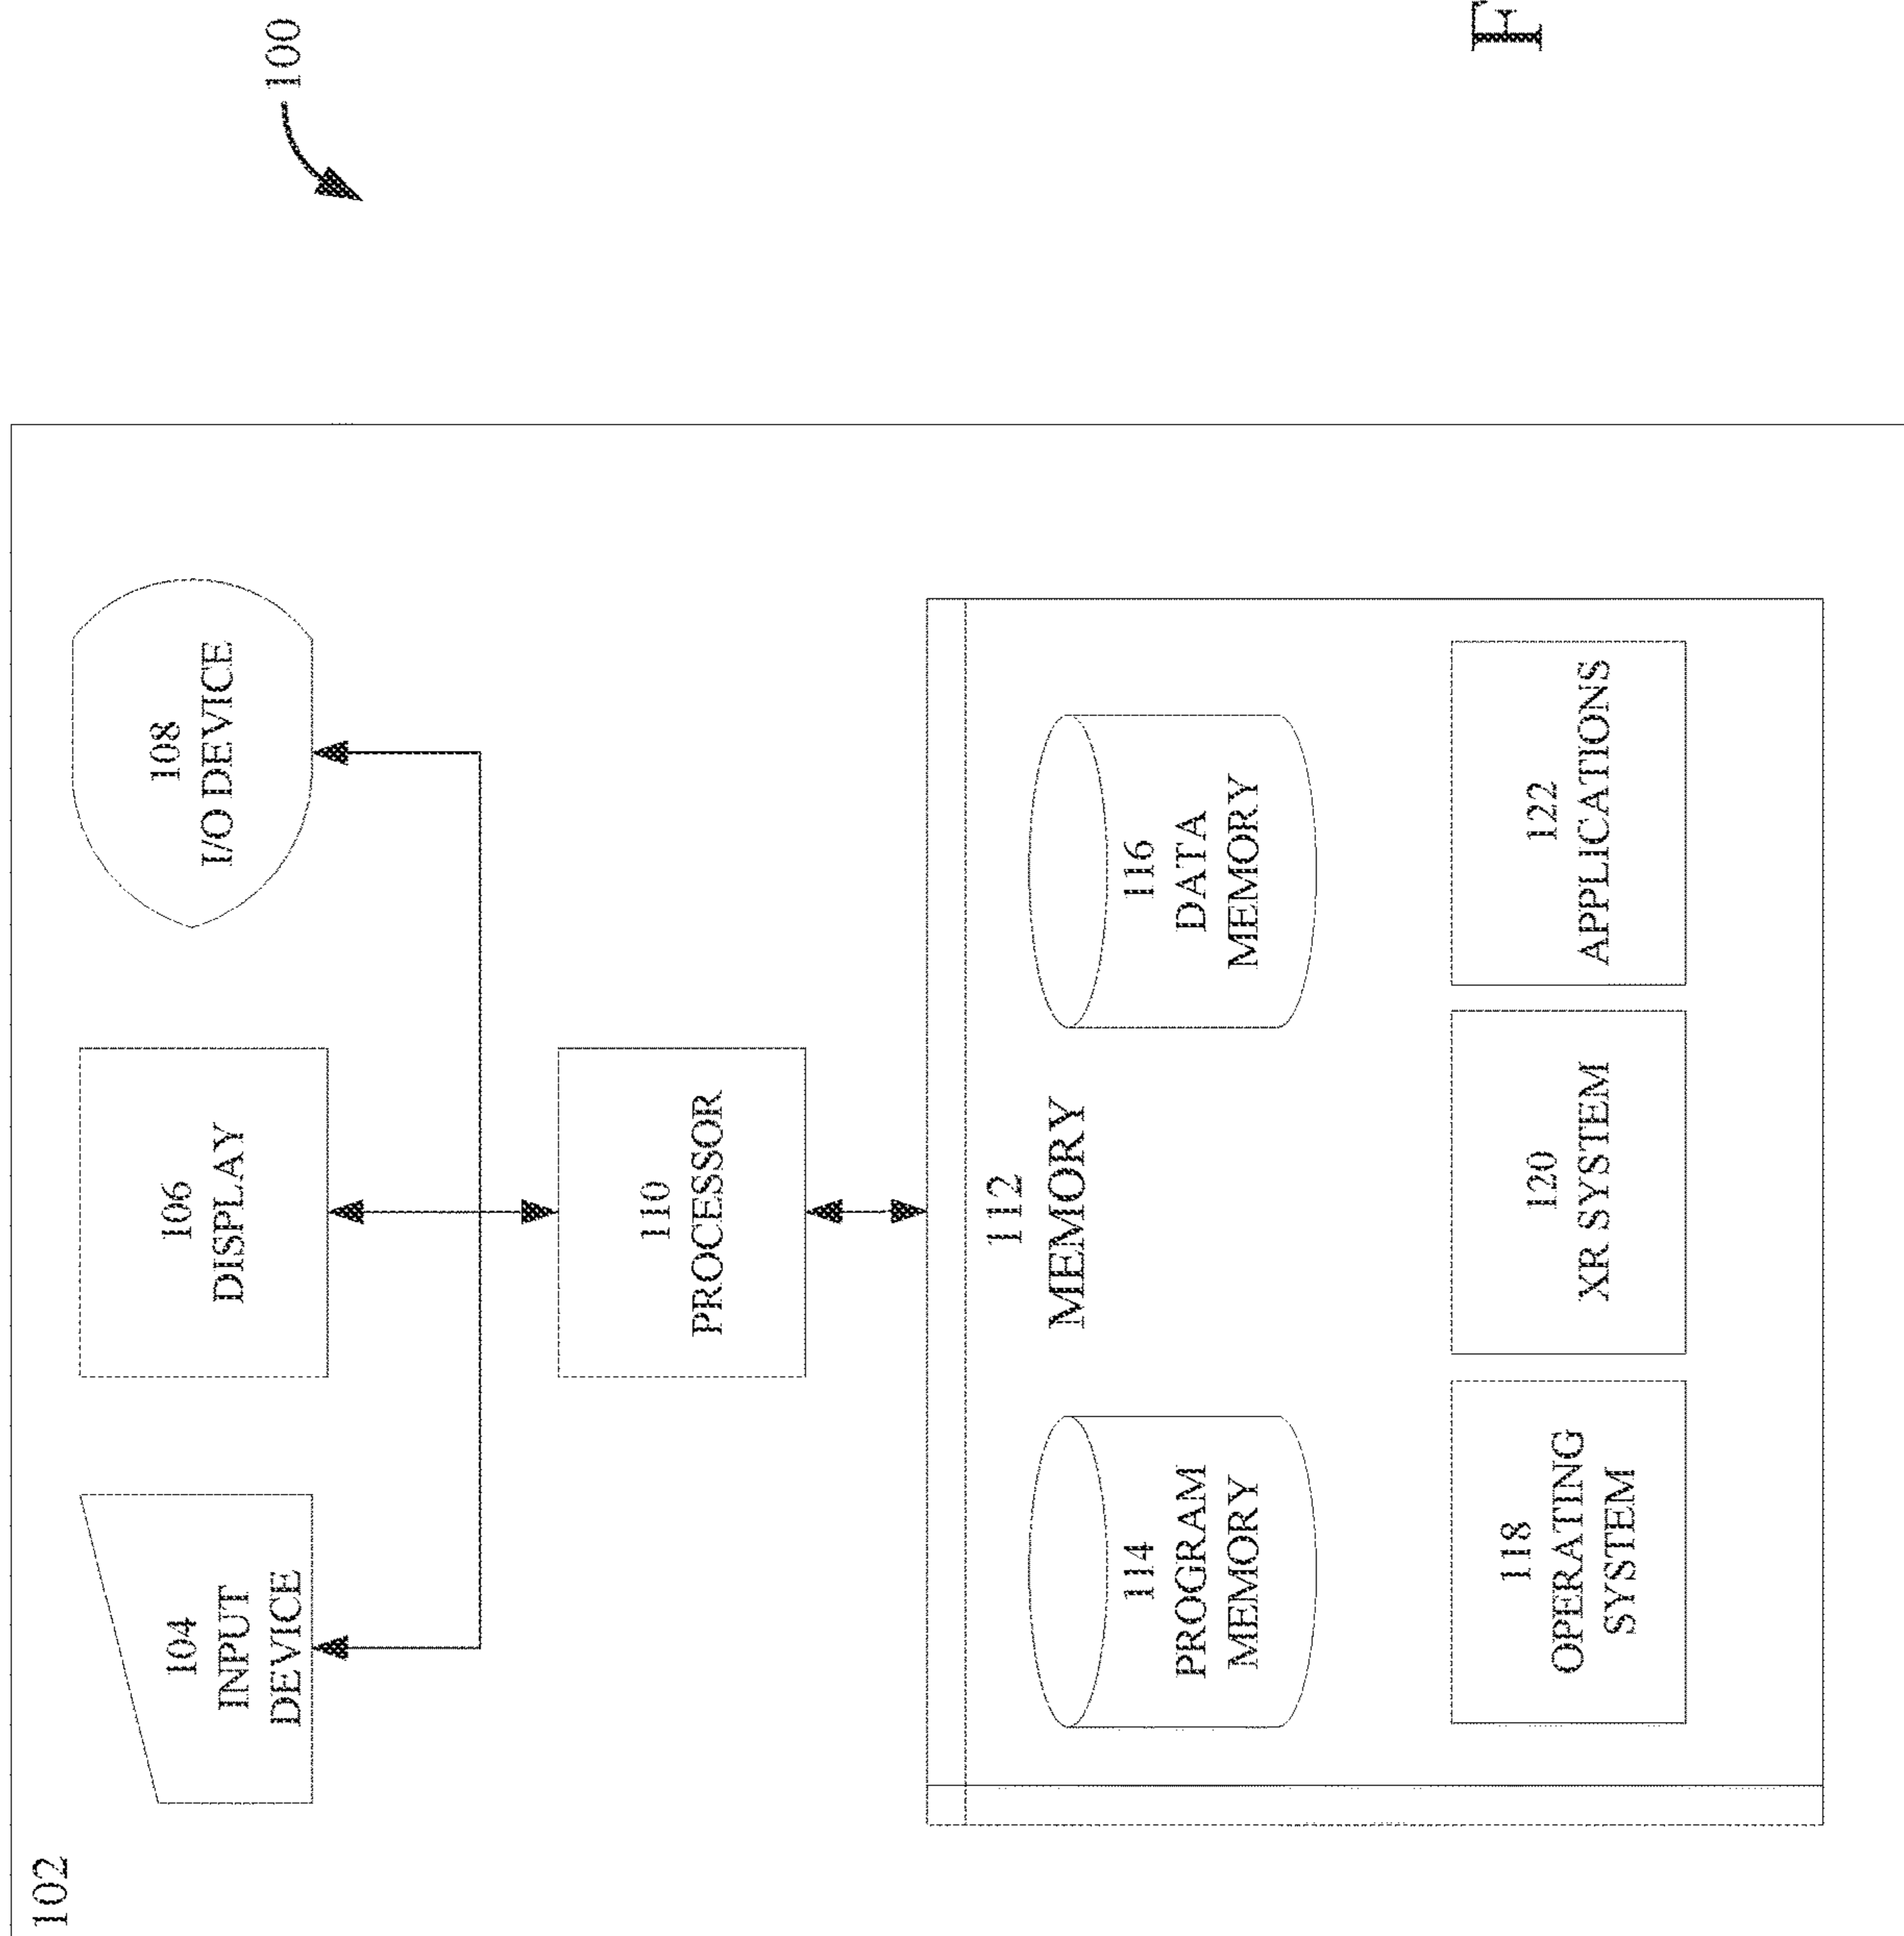 100
102
104
INPUT
DEVICE
106
DISPLAY
108
I/O DEVICE
110
PROCESSOR
112
MEMORY
114
PROGRAM
MEMORY
116
DATA
MEMORY
118
OPERATING
SYSTEM
120
XR SYSTEM
122
APPLICATIONS
F